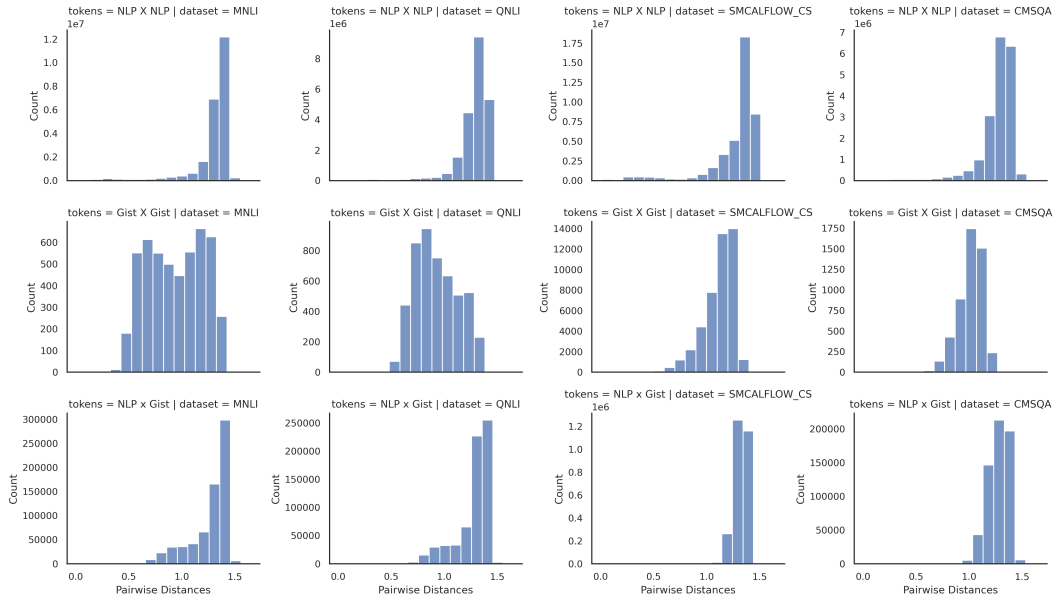 tokens = NLP X NLP | dataset = MNLI
1e7
1.2
1.0
0.8
0.6
0.4
0.2
0.0
Count
tokens = NLP X NLP | dataset = QNLI
1e6
8
6
4
2
0
Count
tokens = NLP X NLP | dataset = SMCALFLOW_CS
1e7
1.75
1.50
1.25
1.00
0.75
0.50
0.25
0.00
Count
tokens = NLP X NLP | dataset = CMSQA
1e6
7
6
5
4
3
2
1
0
Count
tokens = Gist X Gist | dataset = MNLI
600
500
400
300
200
100
0
Count
tokens = Gist X Gist | dataset = QNLI
800
600
400
200
0
Count
tokens = Gist X Gist | dataset = SMCALFLOW_CS
14000
12000
10000
8000
6000
4000
2000
0
Count
tokens = Gist X Gist | dataset = CMSQA
1750
1500
1250
1000
750
500
250
0
Count
tokens = NLP x Gist | dataset = MNLI
300000
250000
200000
150000
100000
50000
0
Count
0.0 0.5 1.0 1.5
Pairwise Distances
tokens = NLP x Gist | dataset = QNLI
250000
200000
150000
100000
50000
0
Count
0.0 0.5 1.0 1.5
Pairwise Distances
tokens = NLP x Gist | dataset = SMCALFLOW_CS
1e6
1.2
1.0
0.8
0.6
0.4
0.2
0.0
Count
0.0 0.5 1.0 1.5
Pairwise Distances
tokens = NLP x Gist | dataset = CMSQA
200000
150000
100000
50000
0
Count
0.0 0.5 1.0 1.5
Pairwise Distances